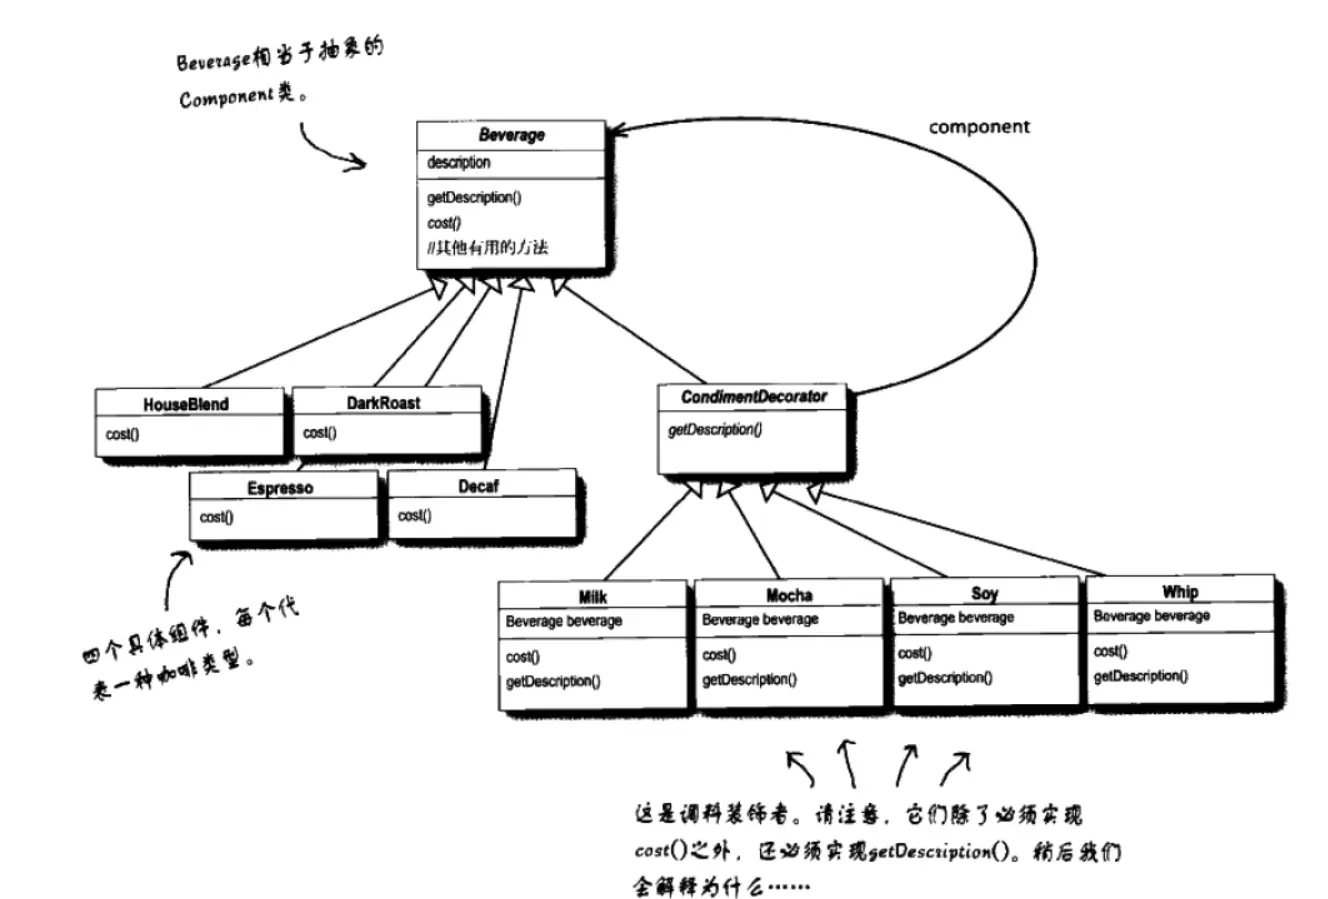 Beverage相当于抽象的
Component类。
component
Beverage
description
getDescription()
cost()
//其他有用的方法
HouseBlend
cost()
DarkRoast
cost()
CondimentDecorator
getDescription()
Espresso
cost()
Decaf
cost()
四个具体组件，每个代
表一种咖啡类型。
Milk
Beverage beverage
cost()
getDescription()
Mocha
Beverage beverage
cost()
getDescription()
Soy
Beverage beverage
cost()
getDescription()
Whip
Beverage beverage
cost()
getDescription()
这是调料装饰者。请注意，它们除了必须实现
cost()之外，还必须实现getDescription()。稍后我们
会解释为什么……